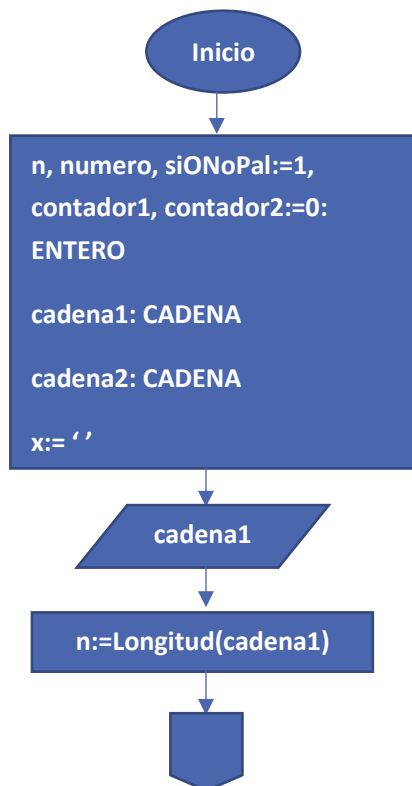 Inicio
n, numero, siONoPal:=1,
contador1, contador2:=0:
ENTERO
cadena1: CADENA
cadena2: CADENA
x:= ‘ ’
cadena1
n:=Longitud(cadena1)